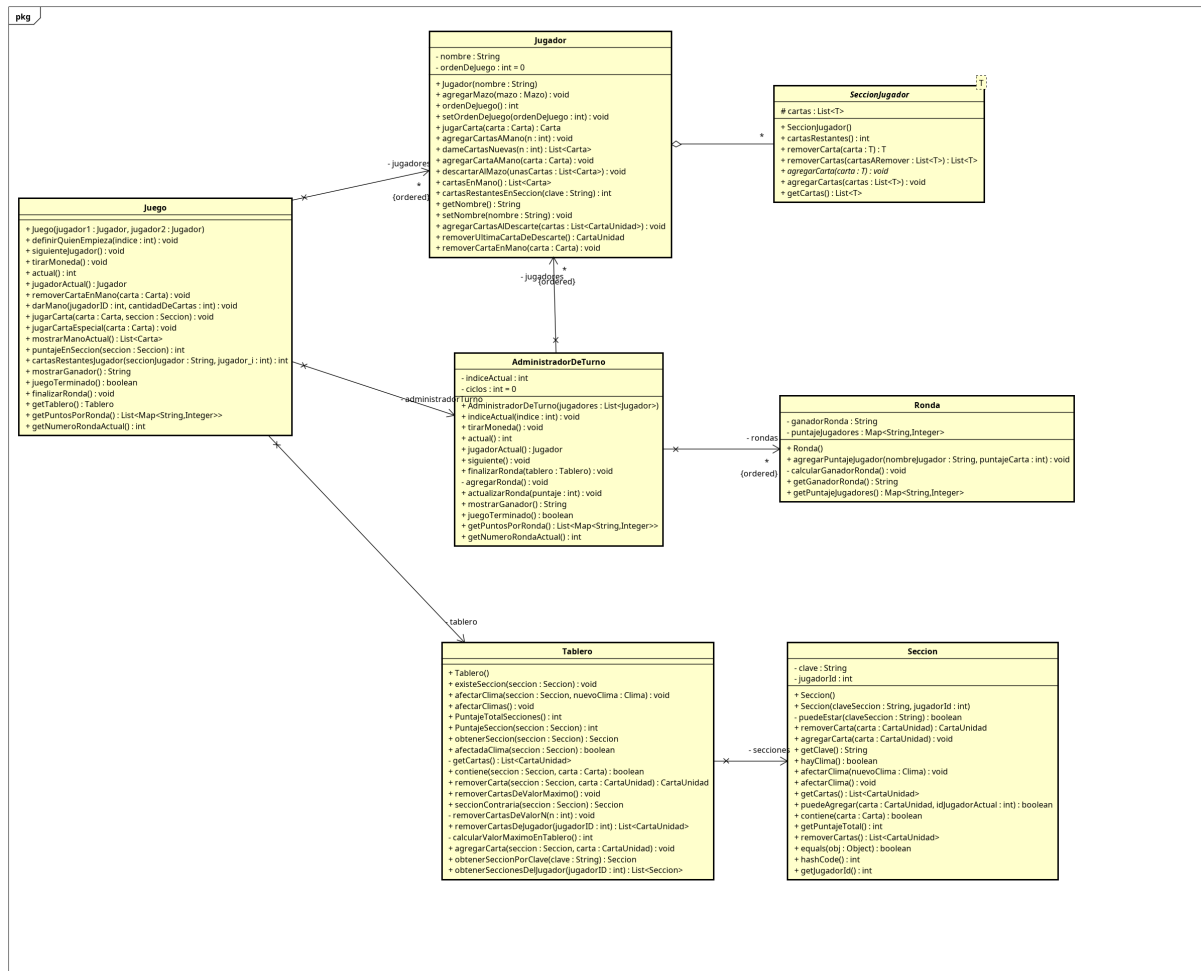 pkg
Jugador
- nombre : String
- ordenDeJuego : int = 0
+ Jugador(nombre : String)
+ agregarMazo(mazo : Mazo) : void
+ ordenDeJuego() : int
+ setOrdenDeJuego(ordenDeJuego : int) : void
+ jugarCarta(carta : Carta) : Carta
+ agregarCartasAMano(n : int) : void
+ dameCartasNuevas(n : int) : List<Carta>
+ agregarCartaAMano(carta : Carta) : void
+ descartarAlMazo(unasCartas : List<Carta>) : void
+ cartasEnMano() : List<Carta>
+ cartasRestantesEnSeccion(clave : String) : int
+ getNombre() : String
+ setNombre(nombre : String) : void
+ agregarCartasAlDescarte(cartas : List<CartaUnidad>) : void
+ removerUltimaCartaDeDescarte() : CartaUnidad
+ removerCartaEnMano(carta : Carta) : void
T
SeccionJugador
# cartas : List<T>
+ SeccionJugador()
+ cartasRestantes() : int
+ removerCarta(carta : T) : T
+ removerCartas(cartasARemover : List<T>) : List<T>
+ agregarCarta(carta : T) : void
+ agregarCartas(cartas : List<T>) : void
+ getCartas() : List<T>
*
- jugadores
*
{ordered}
Juego
+ Juego(jugador1 : Jugador, jugador2 : Jugador)
+ definirQuienEmpieza(indice : int) : void
+ siguienteJugador() : void
+ tirarMoneda() : void
+ actual() : int
+ jugadorActual() : Jugador
+ removerCartaEnMano(carta : Carta) : void
+ darMano(jugadorID : int, cantidadDeCartas : int) : void
+ jugarCarta(carta : Carta, seccion : Seccion) : void
+ jugarCartaEspecial(carta : Carta) : void
+ mostrarManoActual() : List<Carta>
+ puntajeEnSeccion(seccion : Seccion) : int
+ cartasRestantesJugador(seccionJugador : String, jugador_i : int) : int
+ mostrarGanador() : String
+ juegoTerminado() : boolean
+ finalizarRonda() : void
+ getTablero() : Tablero
+ getPuntosPorRonda() : List<Map<String,Integer>>
+ getNumeroRondaActual() : int
- jugadores
*
{ordered}
- administradorTurno
AdministradorDeTurno
- indiceActual : int
- ciclos : int = 0
+ AdministradorDeTurno(jugadores : List<Jugador>)
+ indiceActual(indice : int) : void
+ tirarMoneda() : void
+ actual() : int
+ jugadorActual() : Jugador
+ siguiente() : void
+ finalizarRonda(tablero : Tablero) : void
- agregarRonda() : void
+ actualizarRonda(puntaje : int) : void
+ mostrarGanador() : String
+ juegoTerminado() : boolean
+ getPuntosPorRonda() : List<Map<String,Integer>>
+ getNumeroRondaActual() : int
- rondas
*
{ordered}
Ronda
- ganadorRonda : String
- puntajeJugadores : Map<String,Integer>
+ Ronda()
+ agregarPuntajeJugador(nombreJugador : String, puntajeCarta : int) : void
- calcularGanadorRonda() : void
+ getGanadorRonda() : String
+ getPuntajeJugadores() : Map<String,Integer>
- tablero
Tablero
+ Tablero()
+ existeSeccion(seccion : Seccion) : void
+ afectarClima(seccion : Seccion, nuevoClima : Clima) : void
+ afectarClimas() : void
+ PuntajeTotalSecciones() : int
+ PuntajeSeccion(seccion : Seccion) : int
+ obtenerSeccion(seccion : Seccion) : Seccion
+ afectadaClima(seccion : Seccion) : boolean
- getCartas() : List<CartaUnidad>
+ contiene(seccion : Seccion, carta : Carta) : boolean
+ removerCarta(seccion : Seccion, carta : CartaUnidad) : CartaUnidad
+ removerCartasDeValorMaximo() : void
+ seccionContraria(seccion : Seccion) : Seccion
- removerCartasDeValorN(n : int) : void
+ removerCartasDeJugador(jugadorID : int) : List<CartaUnidad>
- calcularValorMaximoEnTablero() : int
+ agregarCarta(seccion : Seccion, carta : CartaUnidad) : void
+ obtenerSeccionPorClave(clave : String) : Seccion
+ obtenerSeccionesDelJugador(jugadorID : int) : List<Seccion>
- secciones
Seccion
- clave : String
- jugadorId : int
+ Seccion()
+ Seccion(claveSeccion : String, jugadorId : int)
- puedeEstar(claveSeccion : String) : boolean
+ removerCarta(carta : CartaUnidad) : CartaUnidad
+ agregarCarta(carta : CartaUnidad) : void
+ getClave() : String
+ hayClima() : boolean
+ afectarClima(nuevoClima : Clima) : void
+ afectarClima() : void
+ getCartas() : List<CartaUnidad>
+ puedeAgregar(carta : CartaUnidad, idJugadorActual : int) : boolean
+ contiene(carta : Carta) : boolean
+ getPuntajeTotal() : int
+ removerCartas() : List<CartaUnidad>
+ equals(obj : Object) : boolean
+ hashCode() : int
+ getJugadorId() : int